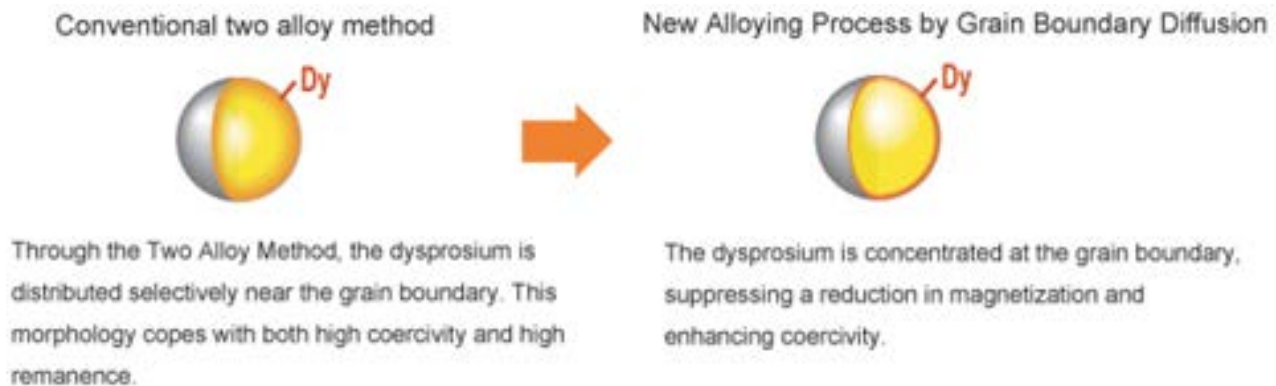 Conventional two alloy method
New Alloying Process by Grain Boundary Diffusion
Dy
Dy
Through the Two Alloy Method, the dysprosium is
distributed selectively near the grain boundary. This
morphology copes with both high coercivity and high
remanence.
The dysprosium is concentrated at the grain boundary,
suppressing a reduction in magnetization and
enhancing coercivity.